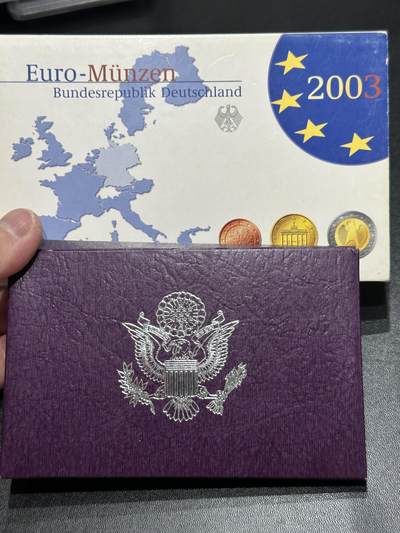 Euro-Münzen
Bundesrepublik Deutschland
2003